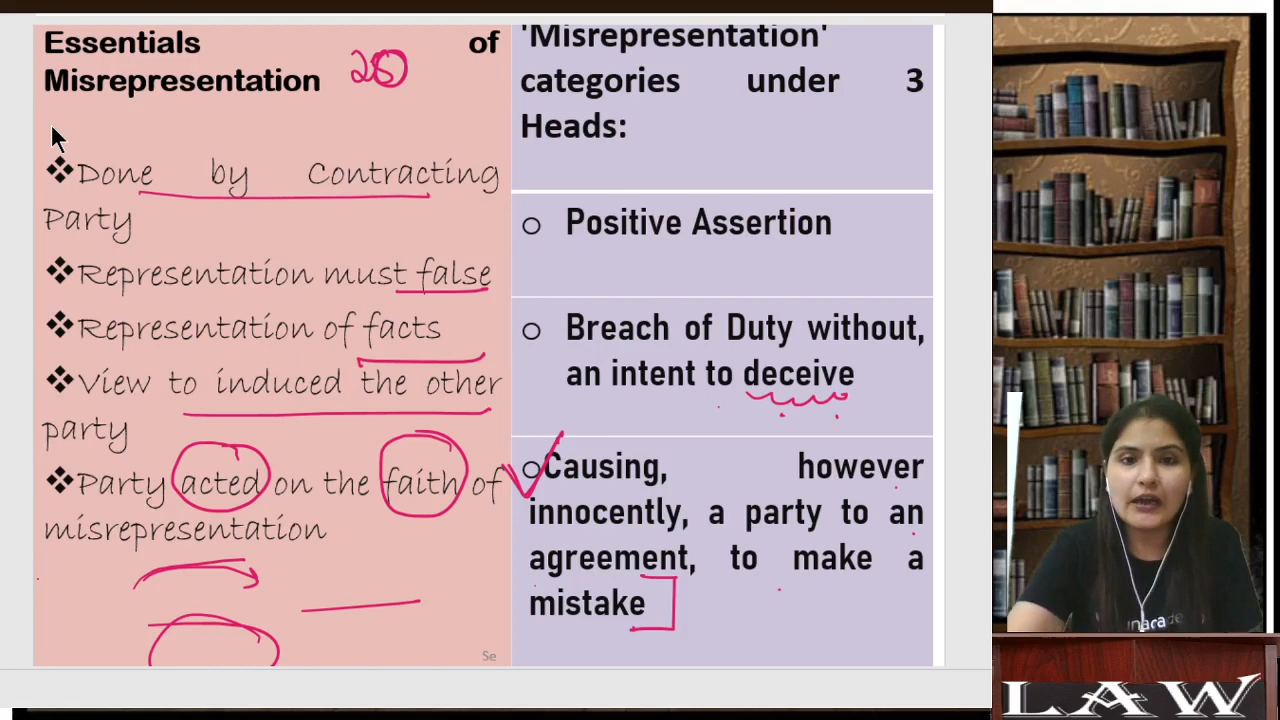 Essentials of
Misrepresentation
❖Done by Contracting
Party
❖Representation must false
❖Representation of facts
❖View to induced the other
party
❖Party acted on the faith of
misrepresentation
Se
'Misrepresentation'
categories under 3
Heads:
o Positive Assertion
o Breach of Duty without,
an intent to deceive
o Causing, however
innocently, a party to an
agreement, to make a
mistake
LAW